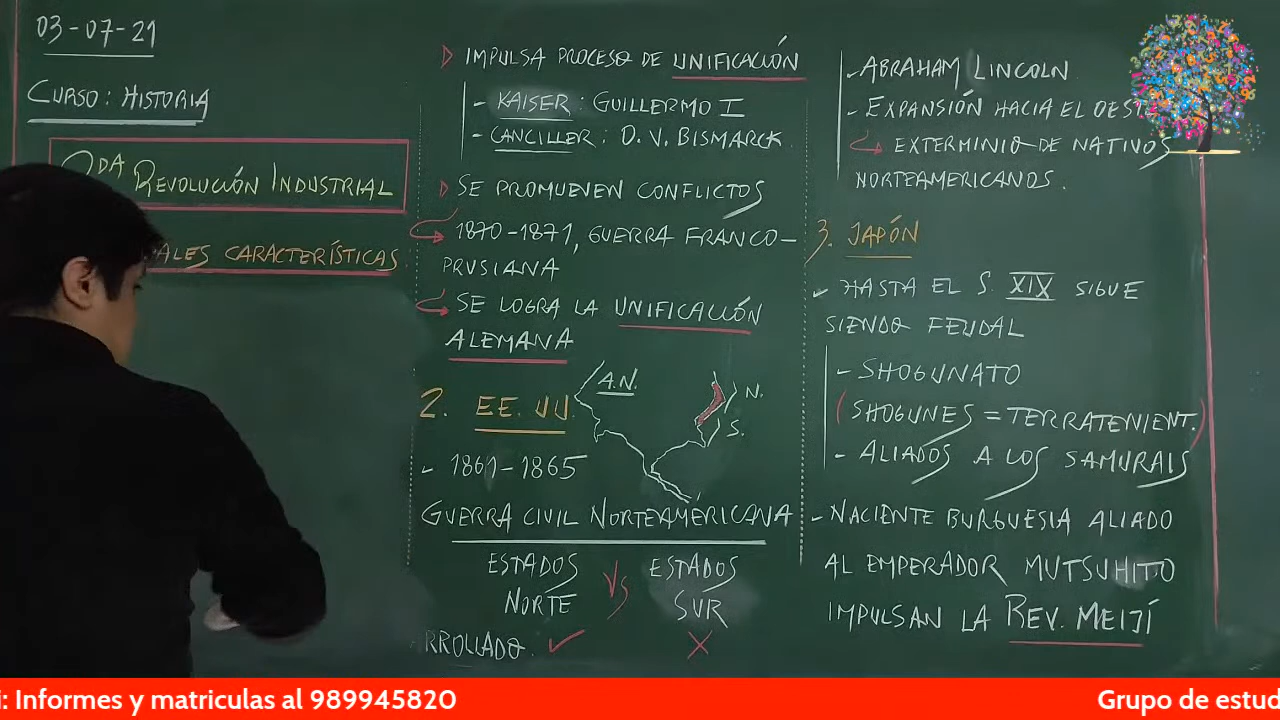 03-07-21
CURSO: HISTORIA
2DA REVOLUCIÓN INDUSTRIAL
ALES CARACTERÍSTICAS
IMPULSA PROCESO DE UNIFICACIÓN
- KAISER: GUILLERMO I
- CANCILLER: O. V. BISMARCK
SE PROMUEVEN CONFLICTOS
1870-1871, GUERRA FRANCO-
PRUSIANA
SE LOGRA LA UNIFICACIÓN
ALEMANA
2. EE. UU.
A.N.
N.
S.
- 1861-1865
GUERRA CIVIL NORTEAMÉRICANA
ESTADOS VS ESTADOS
NORTE SUR
RROLLADO. ✓ X
- ABRAHAM LINCOLN
- EXPANSIÓN HACIA EL OESTE
EXTERMINIO DE NATIVOS
NORTEAMERICANOS.
3. JAPÓN
- HASTA EL S. XIX SIGUE
SIENDO FEUDAL
- SHOGUNATO
(SHOGUNES = TERRATENIENT.)
- ALIADOS A LOS SAMURAIS
- NACIENTE BURGUESIA ALIADO
AL EMPERADOR MUTSUHITO
IMPULSAN LA REV. MEIJÍ
i: Informes y matriculas al 989945820
Grupo de estud